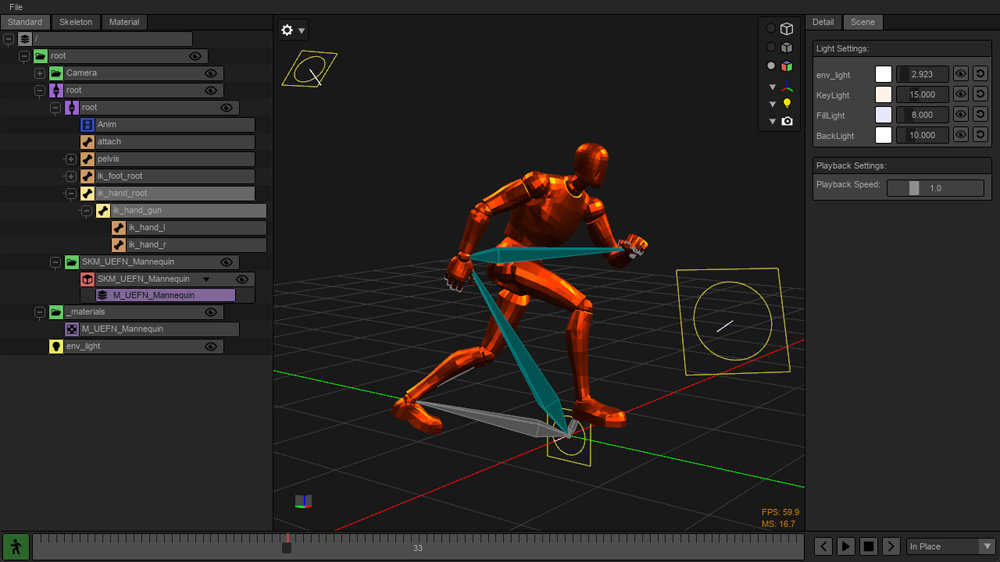 File
Standard Skeleton Material
/
root
Camera
root
root
Anim
attach
pelvis
ik_foot_root
ik_hand_root
ik_hand_gun
ik_hand_l
ik_hand_r
SKM_UEFN_Mannequin
SKM_UEFN_Mannequin
M_UEFN_Mannequin
_materials
M_UEFN_Mannequin
env_light
FPS: 59.9
MS: 16.7
Detail Scene
Light Settings:
env_light 2.923
KeyLight 15.000
FillLight 8.000
BackLight 10.000
Playback Settings:
Playback Speed: 1.0
33
In Place